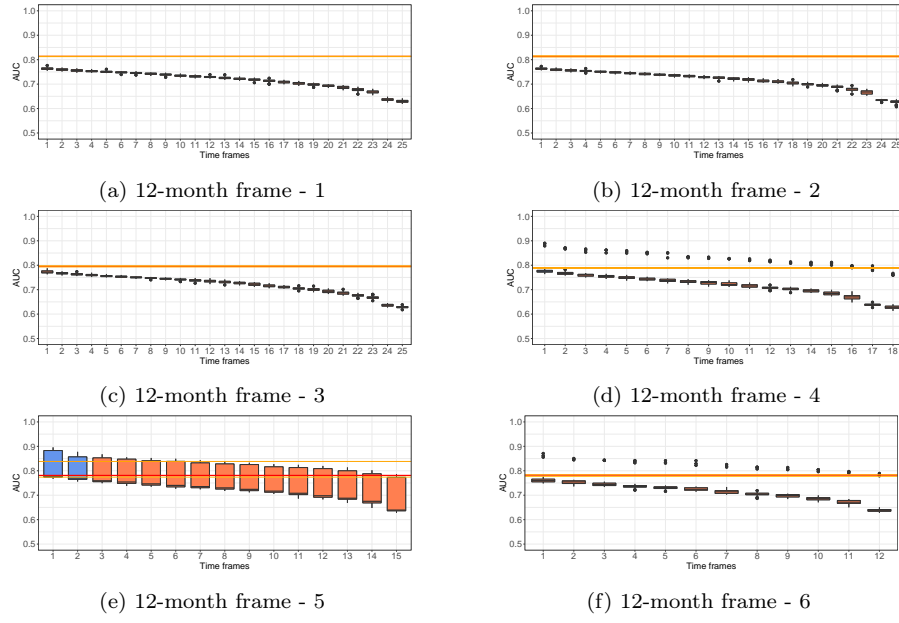 1.0
0.9
0.8
0.7
0.6
0.5
AUC
1 2 3 4 5 6 7 8 9 10 11 12 13 14 15 16 17 18 19 20 21 22 23 24 25
Time frames
(a) 12-month frame - 1
1.0
0.9
0.8
0.7
0.6
0.5
AUC
1 2 3 4 5 6 7 8 9 10 11 12 13 14 15 16 17 18 19 20 21 22 23 24 25
Time frames
(b) 12-month frame - 2
1.0
0.9
0.8
0.7
0.6
0.5
AUC
1 2 3 4 5 6 7 8 9 10 11 12 13 14 15 16 17 18 19 20 21 22 23 24 25
Time frames
(c) 12-month frame - 3
1.0
0.9
0.8
0.7
0.6
0.5
AUC
1 2 3 4 5 6 7 8 9 10 11 12 13 14 15 16 17 18
Time frames
(d) 12-month frame - 4
1.0
0.9
0.8
0.7
0.6
0.5
AUC
1 2 3 4 5 6 7 8 9 10 11 12 13 14 15
Time frames
(e) 12-month frame - 5
1.0
0.9
0.8
0.7
0.6
0.5
AUC
1 2 3 4 5 6 7 8 9 10 11 12
Time frames
(f) 12-month frame - 6